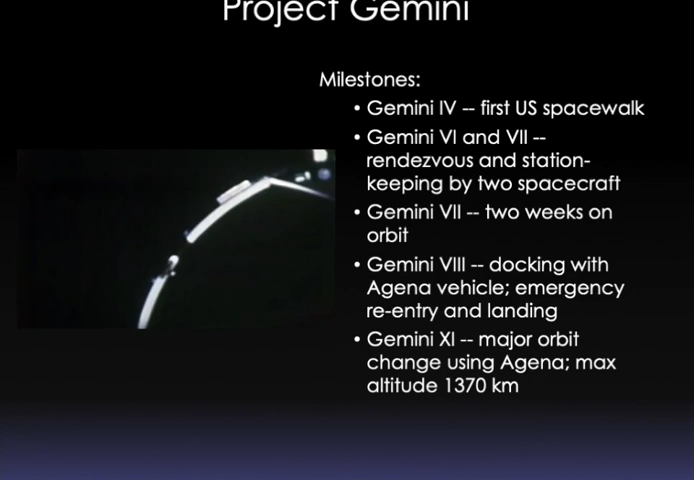 Project Gemini
Milestones:
• Gemini IV -- first US spacewalk
• Gemini VI and VII --
rendezvous and station-
keeping by two spacecraft
• Gemini VII -- two weeks on
orbit
• Gemini VIII -- docking with
Agena vehicle; emergency
re-entry and landing
• Gemini XI -- major orbit
change using Agena; max
altitude 1370 km